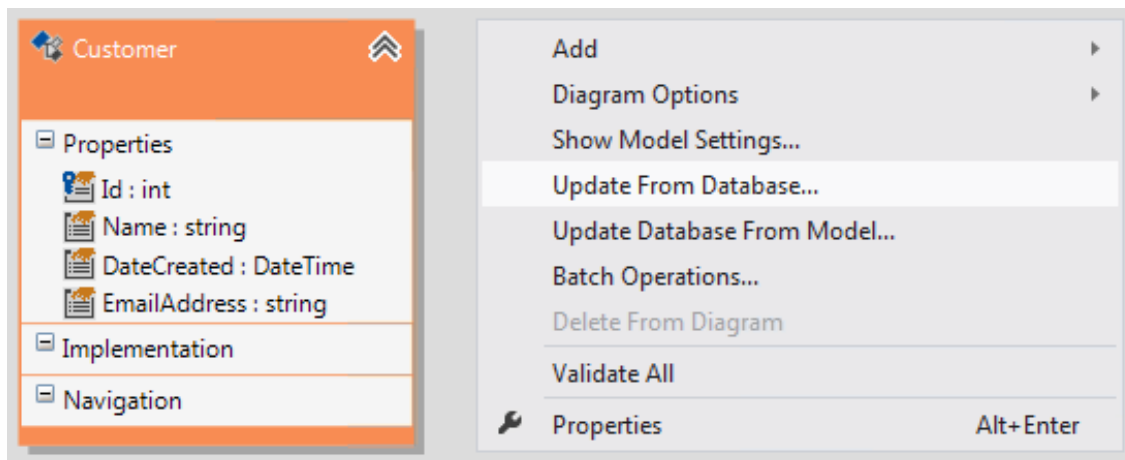 Customer
Properties
Id : int
Name : string
DateCreated : DateTime
EmailAddress : string
Implementation
Navigation
Add
Diagram Options
Show Model Settings...
Update From Database...
Update Database From Model...
Batch Operations...
Delete From Diagram
Validate All
Properties Alt+Enter